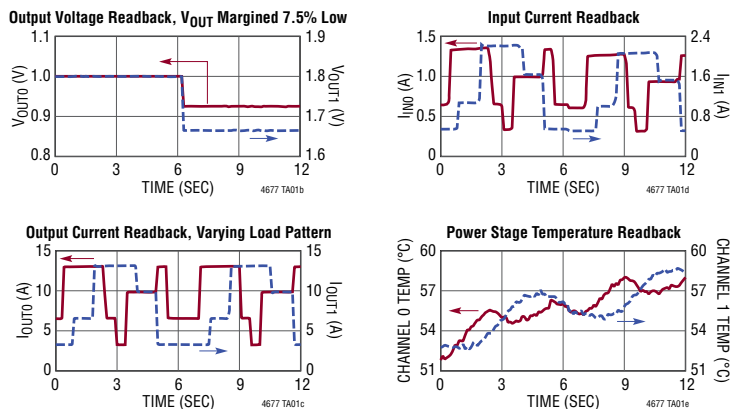 Output Voltage Readback, VOUT Margined 7.5% Low
1.1
1.0
0.9
0.8
VOUT0 (V)
1.9
1.8
1.7
1.6
VOUT1 (V)
0 3 6 9 12
TIME (SEC)
4677 TA01b
Input Current Readback
1.5
1.0
0.5
0
IIN0 (A)
2.4
1.6
0.8
0
IIN1 (A)
0 3 6 9 12
TIME (SEC)
4677 TA01d
Output Current Readback, Varying Load Pattern
15
10
5
0
IOUT0 (A)
15
10
5
0
IOUT1 (A)
0 3 6 9 12
TIME (SEC)
4677 TA01c
Power Stage Temperature Readback
60
57
54
51
CHANNEL 0 TEMP (°C)
60
57
55
51
CHANNEL 1 TEMP (°C)
0 3 6 9 12
TIME (SEC)
4677 TA01e